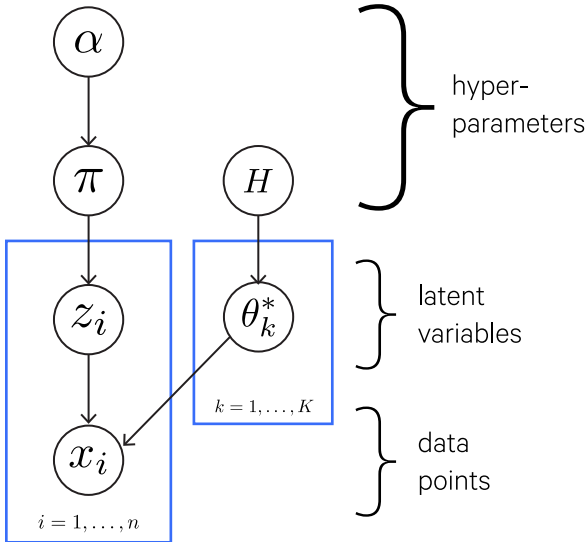 α
hyper-
parameters
π
H
z_i
θ*_k
latent
variables
k = 1, . . . , K
x_i
data
points
i = 1, . . . , n